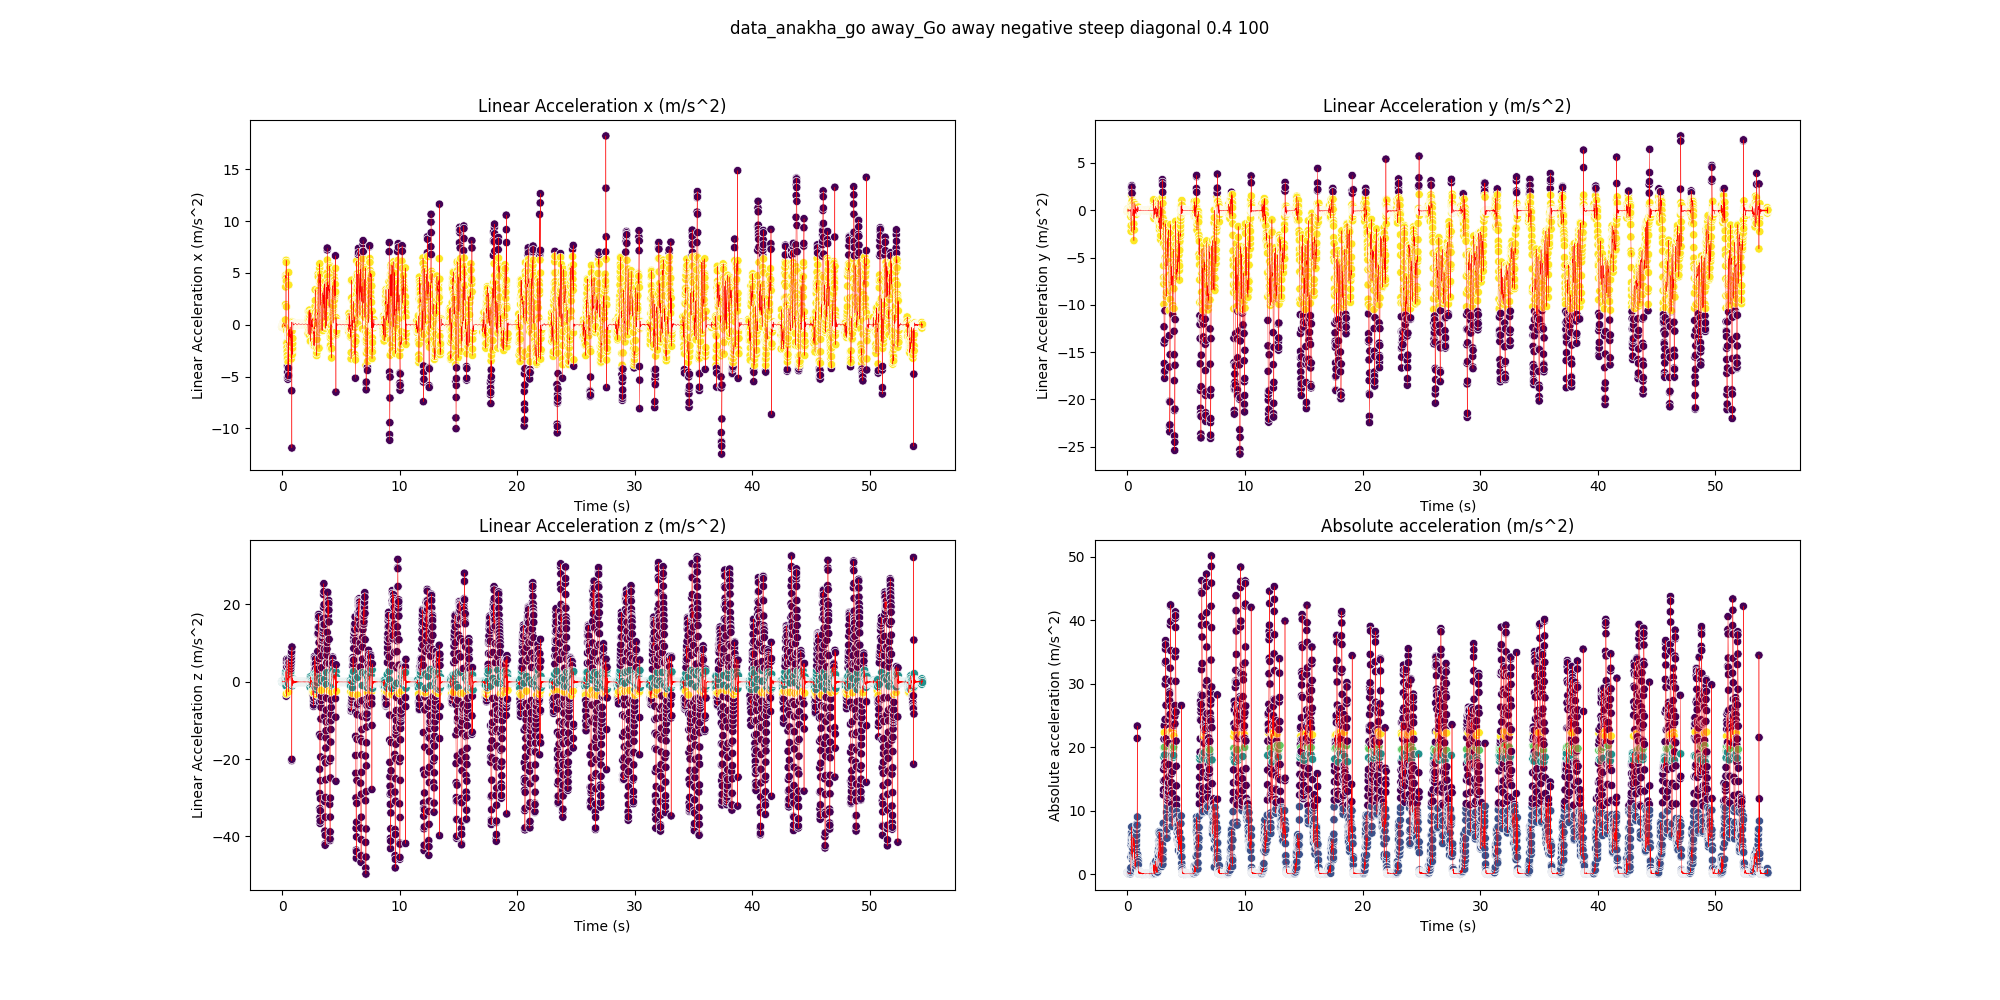 data_anakha_go away_Go away negative steep diagonal 0.4 100
Linear Acceleration x (m/s^2)
Linear Acceleration x (m/s^2)
15
10
5
0
−5
−10
0 10 20 30 40 50
Time (s)
Linear Acceleration y (m/s^2)
Linear Acceleration y (m/s^2)
5
0
−5
−10
−15
−20
−25
0 10 20 30 40 50
Time (s)
Linear Acceleration z (m/s^2)
Linear Acceleration z (m/s^2)
20
0
−20
−40
0 10 20 30 40 50
Time (s)
Absolute acceleration (m/s^2)
Absolute acceleration (m/s^2)
50
40
30
20
10
0
0 10 20 30 40 50
Time (s)